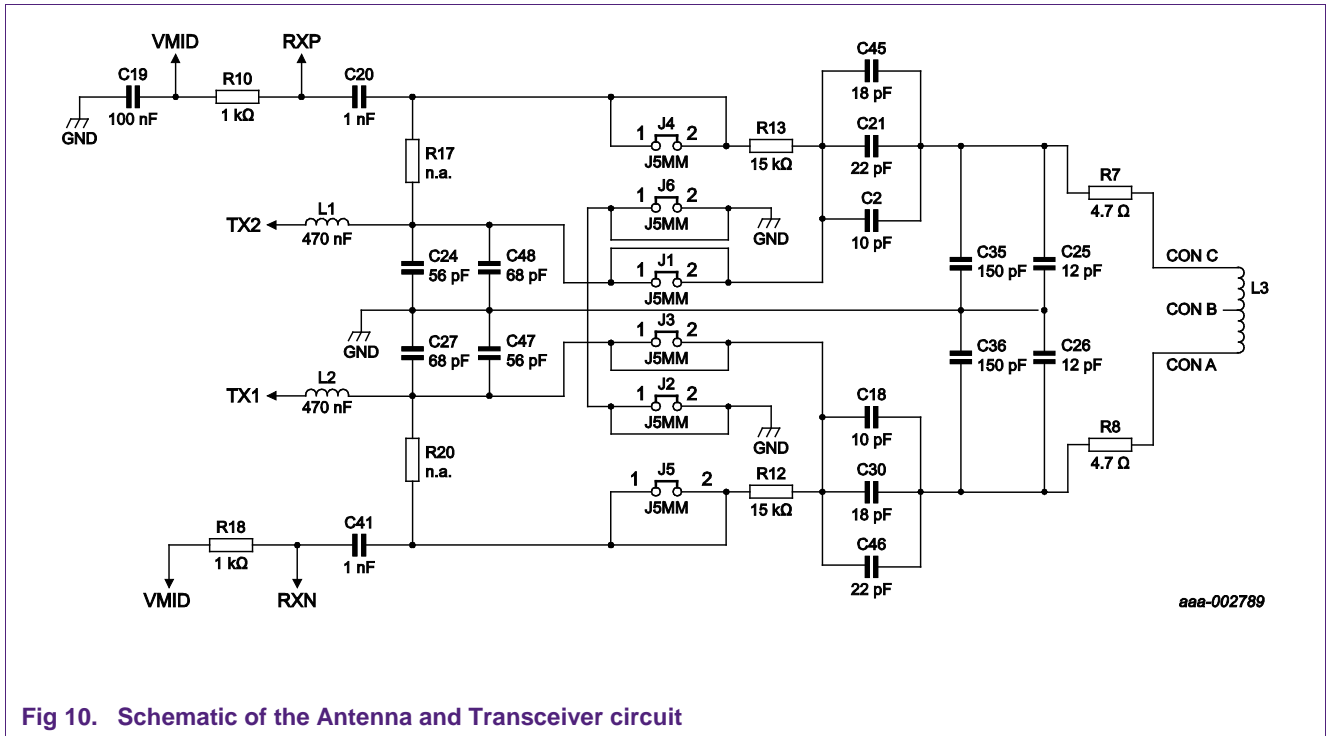 VMID
RXP
C19
100 nF
GND
R10
1 kΩ
C20
1 nF
R17
n.a.
TX2
L1
470 nF
C24
56 pF
C48
68 pF
GND
C27
68 pF
C47
56 pF
TX1
L2
470 nF
R20
n.a.
R18
1 kΩ
C41
1 nF
VMID
RXN
J4
1 2
J5MM
J6
1 2
J5MM
GND
J1
1 2
J5MM
J3
1 2
J5MM
J2
1 2
J5MM
GND
J5
1 2
J5MM
R13
15 kΩ
R12
15 kΩ
C45
18 pF
C21
22 pF
C2
10 pF
C18
10 pF
C30
18 pF
C46
22 pF
C35
150 pF
C25
12 pF
C36
150 pF
C26
12 pF
R7
4.7 Ω
R8
4.7 Ω
CON C
CON B
CON A
L3
aaa-002789
Fig 10. Schematic of the Antenna and Transceiver circuit